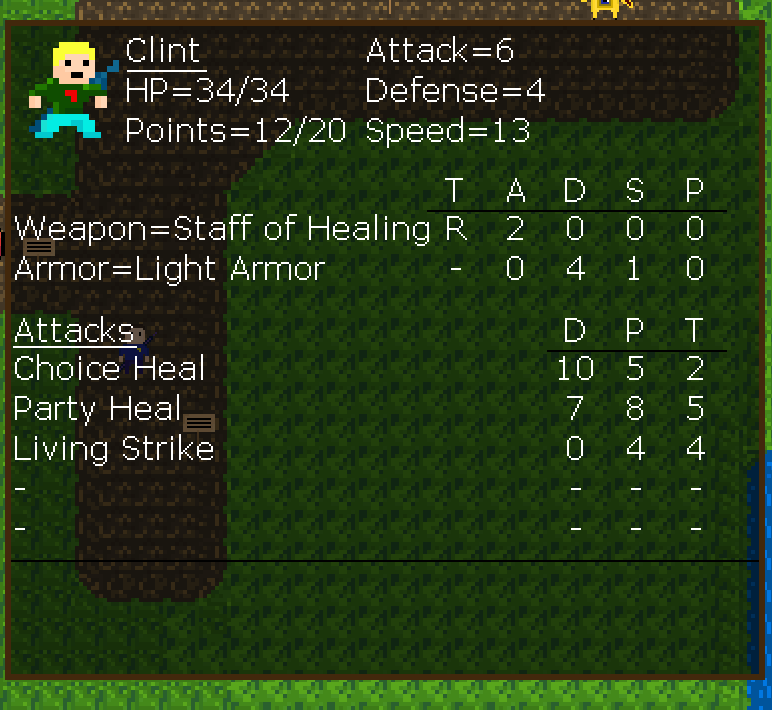 Clint Attack=6
HP=34/34 Defense=4
Points=12/20 Speed=13
T A D S P
Weapon=Staff of Healing R 2 0 0 0
Armor=Light Armor - 0 4 1 0
Attacks D P T
Choice Heal 10 5 2
Party Heal 7 8 5
Living Strike 0 4 4
- - - -
- - - -